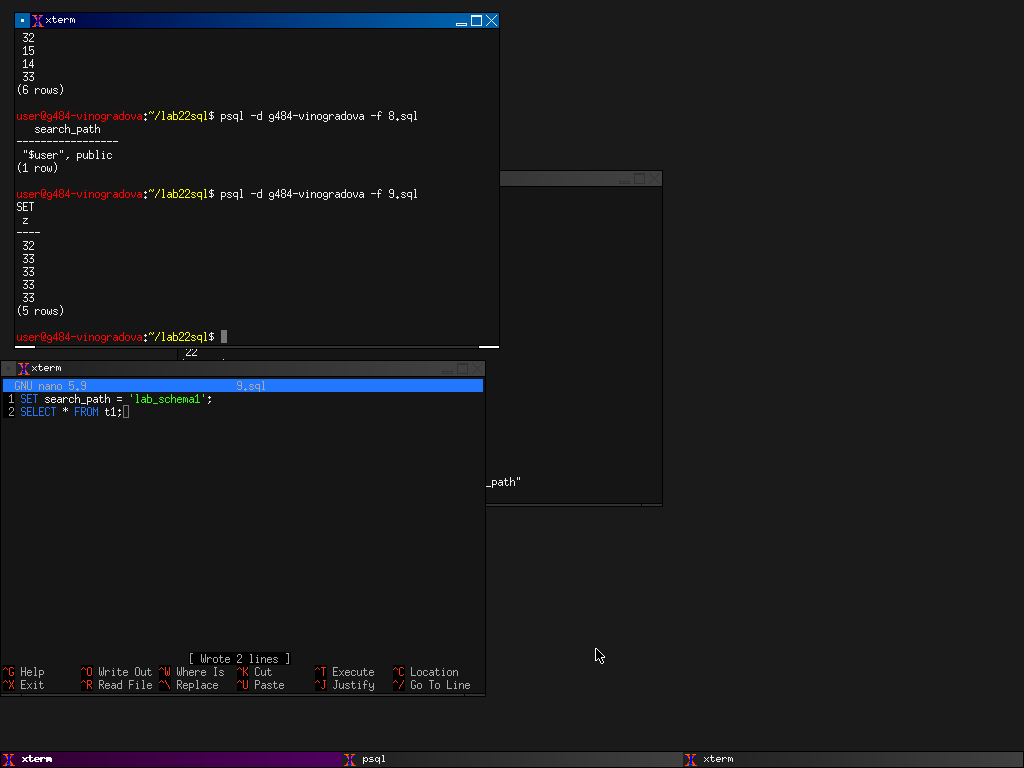 xterm
32
15
14
33
(6 rows)
user@g484-vinogradova:~/lab22sql$ psql -d g484-vinogradova -f 8.sql
search_path
-----------------
"$user", public
(1 row)
user@g484-vinogradova:~/lab22sql$ psql -d g484-vinogradova -f 9.sql
SET
z
----
32
33
33
33
33
(5 rows)
user@g484-vinogradova:~/lab22sql$
22
xterm
GNU nano 5.9 9.sql
1 SET search_path = 'lab_schema1';
2 SELECT * FROM t1;
_path"
[ Wrote 2 lines ]
^G Help ^O Write Out ^W Where Is ^K Cut ^T Execute ^C Location
^X Exit ^R Read File ^\ Replace ^U Paste ^J Justify ^/ Go To Line
xterm psql xterm